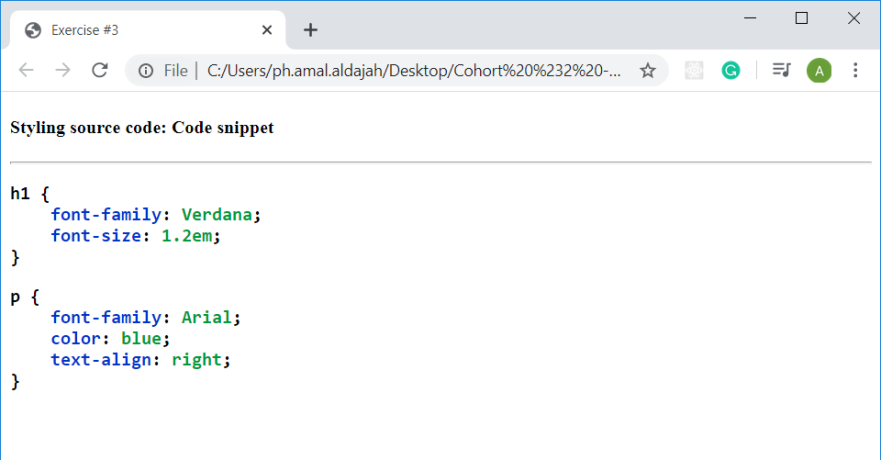 Exercise #3
File | C:/Users/ph.amal.aldajah/Desktop/Cohort%20%232%20-...
A
Styling source code: Code snippet
h1 {
    font-family: Verdana;
    font-size: 1.2em;
}
p {
    font-family: Arial;
    color: blue;
    text-align: right;
}